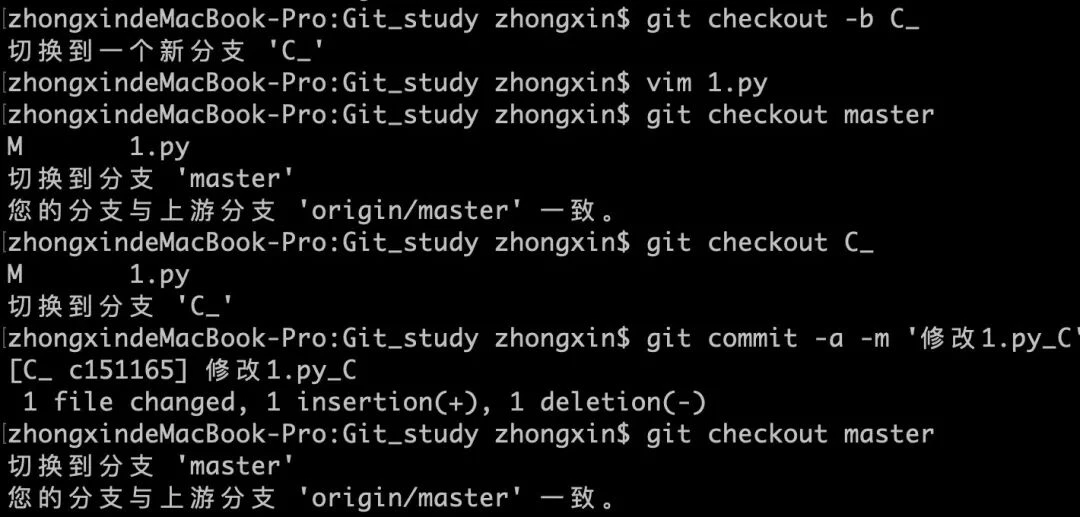 zhongxindeMacBook-Pro:Git_study zhongxin$ git checkout -b C_
切换到一个新分支 'C_'
zhongxindeMacBook-Pro:Git_study zhongxin$ vim 1.py
zhongxindeMacBook-Pro:Git_study zhongxin$ git checkout master
M       1.py
切换到分支 'master'
您的分支与上游分支 'origin/master' 一致。
zhongxindeMacBook-Pro:Git_study zhongxin$ git checkout C_
M       1.py
切换到分支 'C_'
zhongxindeMacBook-Pro:Git_study zhongxin$ git commit -a -m '修改1.py_C'
[C_ c151165] 修改1.py_C
 1 file changed, 1 insertion(+), 1 deletion(-)
zhongxindeMacBook-Pro:Git_study zhongxin$ git checkout master
切换到分支 'master'
您的分支与上游分支 'origin/master' 一致。